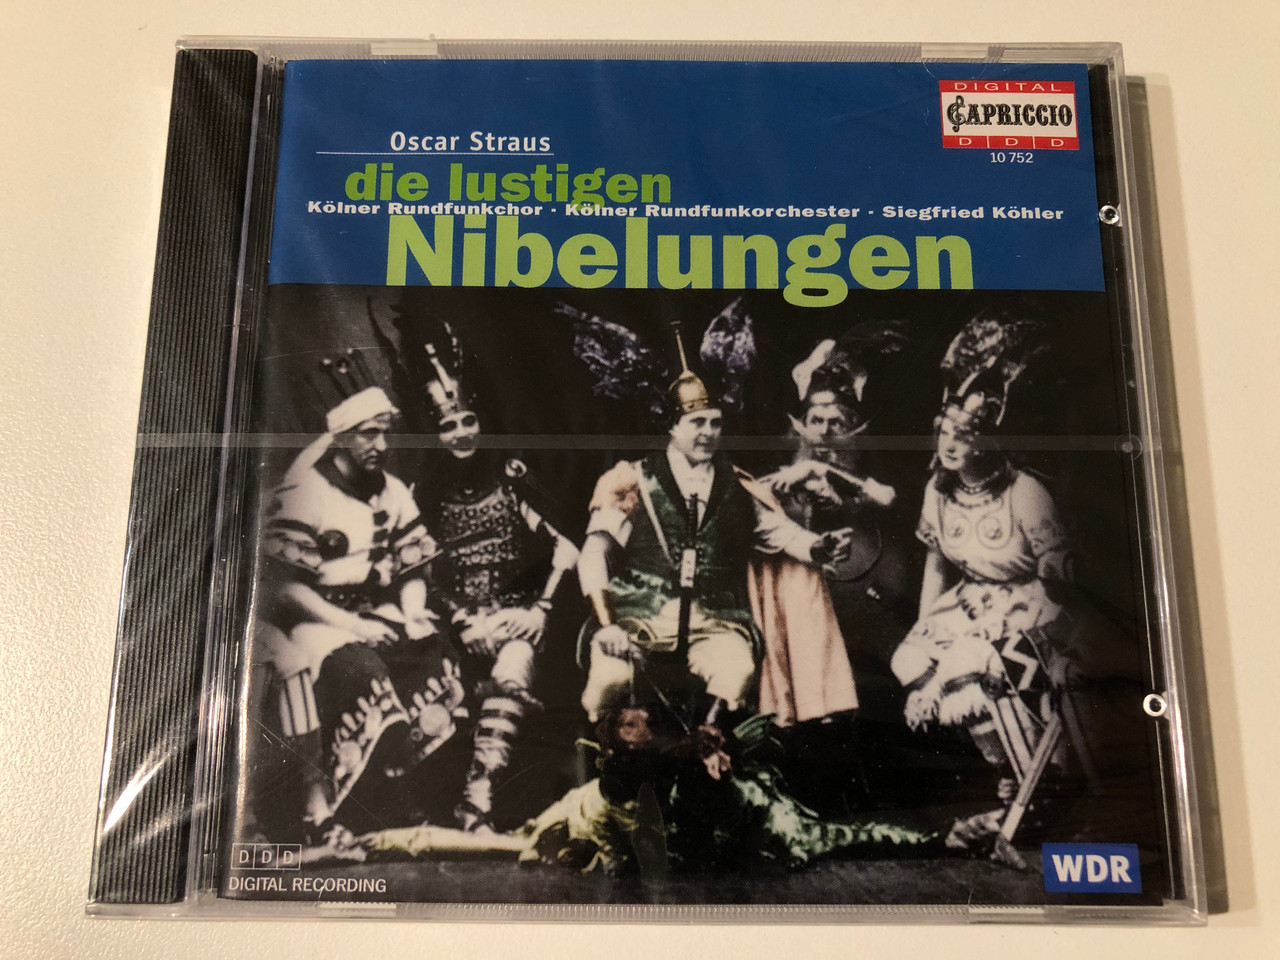 DIGITAL
CAPRICCIO
D D D
10 752
Oscar Straus
die lustigen
Kölner Rundfunkchor · Kölner Rundfunkorchester · Siegfried Köhler
Nibelungen
D D D
DIGITAL RECORDING
WDR